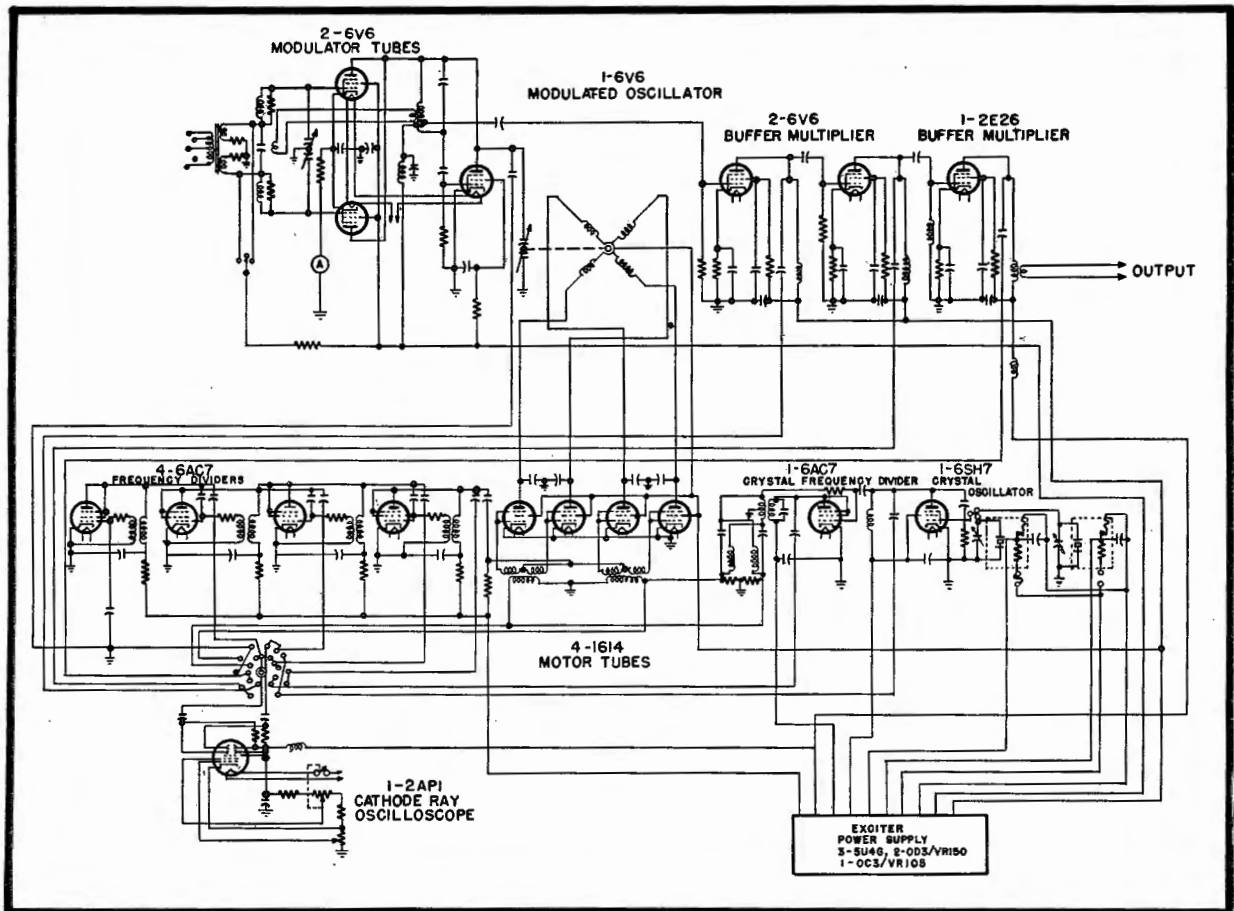 2-6V6
MODULATOR TUBES
1-6V6
MODULATED OSCILLATOR
2-6V6
BUFFER MULTIPLIER
1-2E26
BUFFER MULTIPLIER
A
OUTPUT
4-6AC7
FREQUENCY DIVIDERS
1-6AC7
CRYSTAL FREQUENCY DIVIDER
1-6SH7
CRYSTAL
OSCILLATOR
4-1614
MOTOR TUBES
1-2AP1
CATHODE RAY
OSCILLOSCOPE
EXCITER
POWER SUPPLY
3-5U4G, 2-OD3/VR150
1-OC3/VR105